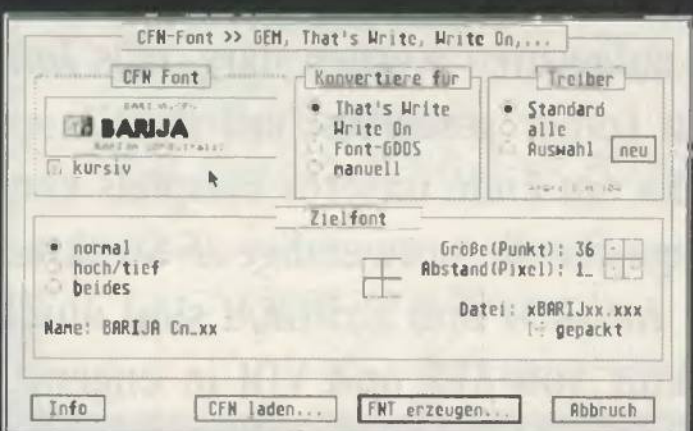 CFN-Font >> GEM, That's Write, Write On,...
CFN Font
BARIJA
kursiv
Konvertiere für
That's Write
Write On
Font-GDOS
manuell
Treiber
Standard
alle
Auswahl neu
Zielfont
normal
hoch/tief
beides
Name: BARIJA Cn_xx
Größe(Punkt): 36
Abstand(Pixel): 1_
Datei: xBARIJxx.xxx
gepackt
Info
CFN laden...
FNT erzeugen...
Abbruch